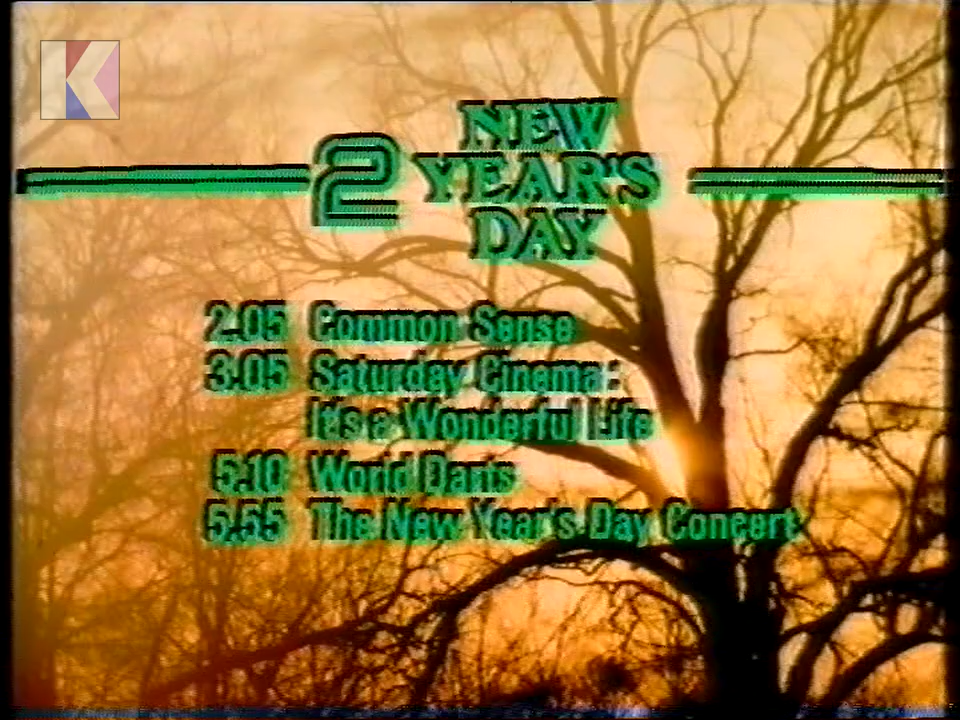 K
2 NEW
YEAR'S
DAY
2.05 Common Sense
3.05 Saturday Cinema:
It's a Wonderful Life
5.10 World Darts
5.55 The New Year's Day Concert